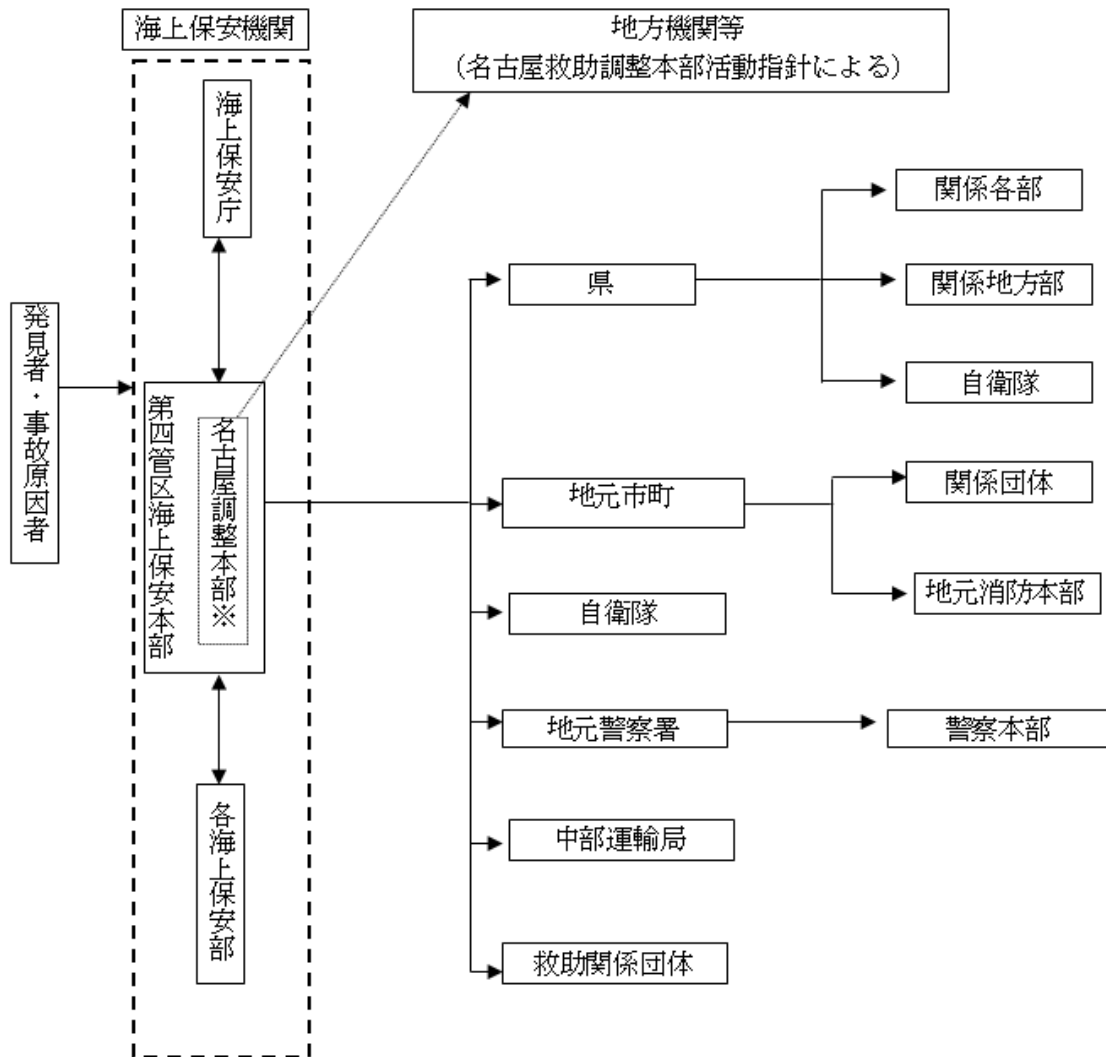 海上保安機関
地方機関等
(名古屋救助調整本部活動指針による)
海上保安庁
発見者・事故原因者
第四管区海上保安本部
名古屋調整本部※
各海上保安部
県
関係各部
関係地方部
自衛隊
地元市町
関係団体
地元消防本部
自衛隊
地元警察署
警察本部
中部運輸局
救助関係団体